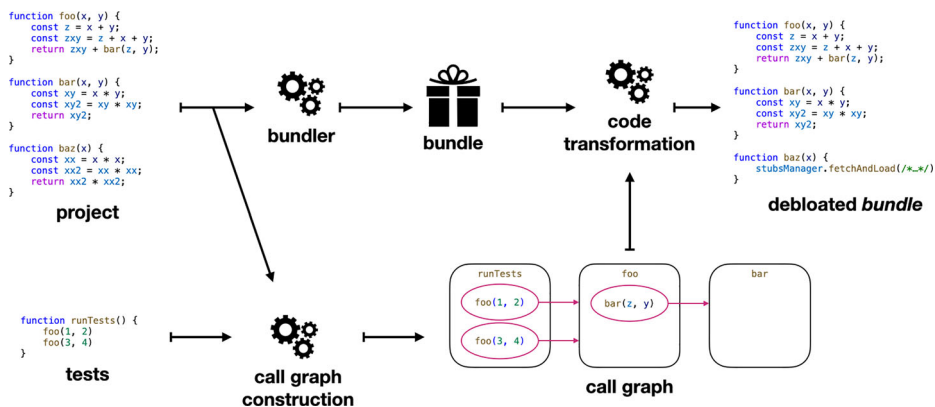 function foo(x, y) {
    const z = x + y;
    const zxy = z + x + y;
    return zxy + bar(z, y);
}
function bar(x, y) {
    const xy = x * y;
    const xy2 = xy * xy;
    return xy2;
}
function baz(x) {
    const xx = x * x;
    const xx2 = xx * xx;
    return xx2 * xx2;
}
project
bundler
bundle
code
transformation
function foo(x, y) {
    const z = x + y;
    const zxy = z + x + y;
    return zxy + bar(z, y);
}
function bar(x, y) {
    const xy = x * y;
    const xy2 = xy * xy;
    return xy2;
}
function baz(x) {
    stubsManager.fetchAndLoad(/*…*/)
}
debloated bundle
function runTests() {
    foo(1, 2)
    foo(3, 4)
}
tests
call graph
construction
runTests
foo(1, 2)
foo(3, 4)
foo
bar(z, y)
bar
call graph